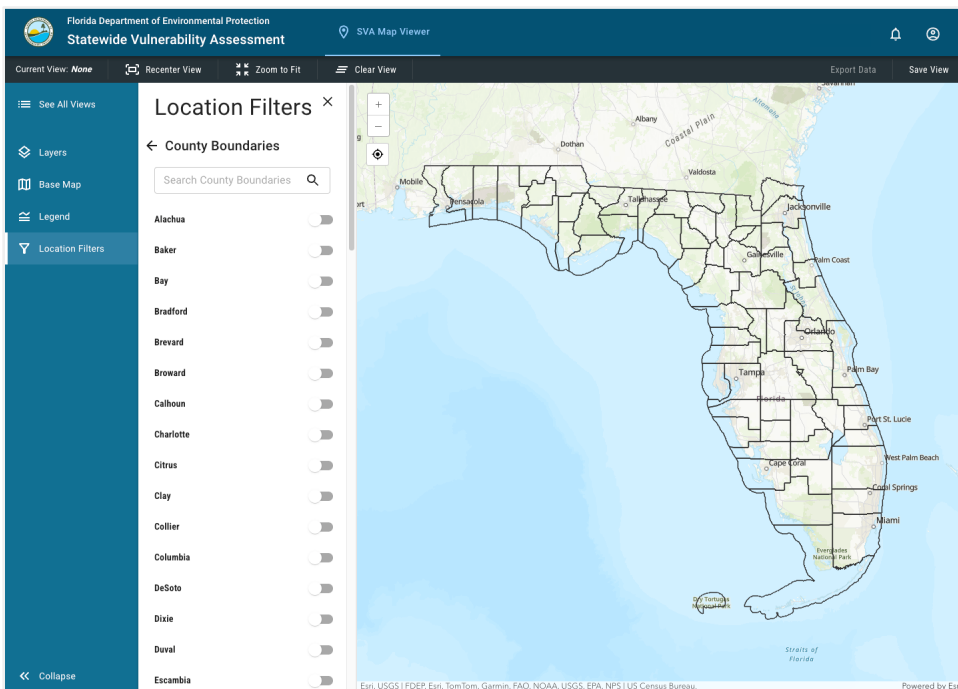 Florida Department of Environmental Protection
Statewide Vulnerability Assessment
SVA Map Viewer
Current View: None
Recenter View
Zoom to Fit
Clear View
Export Data
Save View
See All Views
Layers
Base Map
Legend
Location Filters
Collapse
Location Filters
County Boundaries
Search County Boundaries
Alachua
Baker
Bay
Bradford
Brevard
Broward
Calhoun
Charlotte
Citrus
Clay
Collier
Columbia
DeSoto
Dixie
Duval
Escambia
Savannah
Altamaha
Albany
Coastal Plain
Dothan
Valdosta
Mobile
Pensacola
Tallahassee
Jacksonville
Gainesville
Palm Coast
St Johns
Orlando
Tampa
Palm Bay
Florida
Port St. Lucie
West Palm Beach
Cape Coral
Coral Springs
Miami
Everglades
National Park
Dry Tortugas
National Park
Straits of
Florida
Esri, USGS | FDEP, Esri, TomTom, Garmin, FAO, NOAA, USGS, EPA, NPS | US Census Bureau.
Powered by Esri